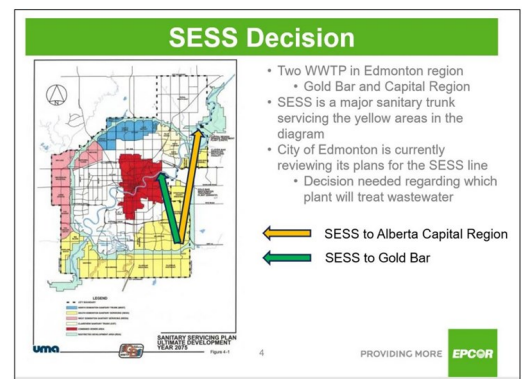 SESS Decision
• Two WWTP in Edmonton region
• Gold Bar and Capital Region
• SESS is a major sanitary trunk
servicing the yellow areas in the
diagram
• City of Edmonton is currently
reviewing its plans for the SESS line
• Decision needed regarding which
plant will treat wastewater
SESS to Alberta Capital Region
SESS to Gold Bar
LEGEND
CITY BOUNDARY
uma
SANITARY SERVICING PLAN
ULTIMATE DEVELOPMENT
YEAR 2075
Figure 4-1
4
PROVIDING MORE
EPCOR